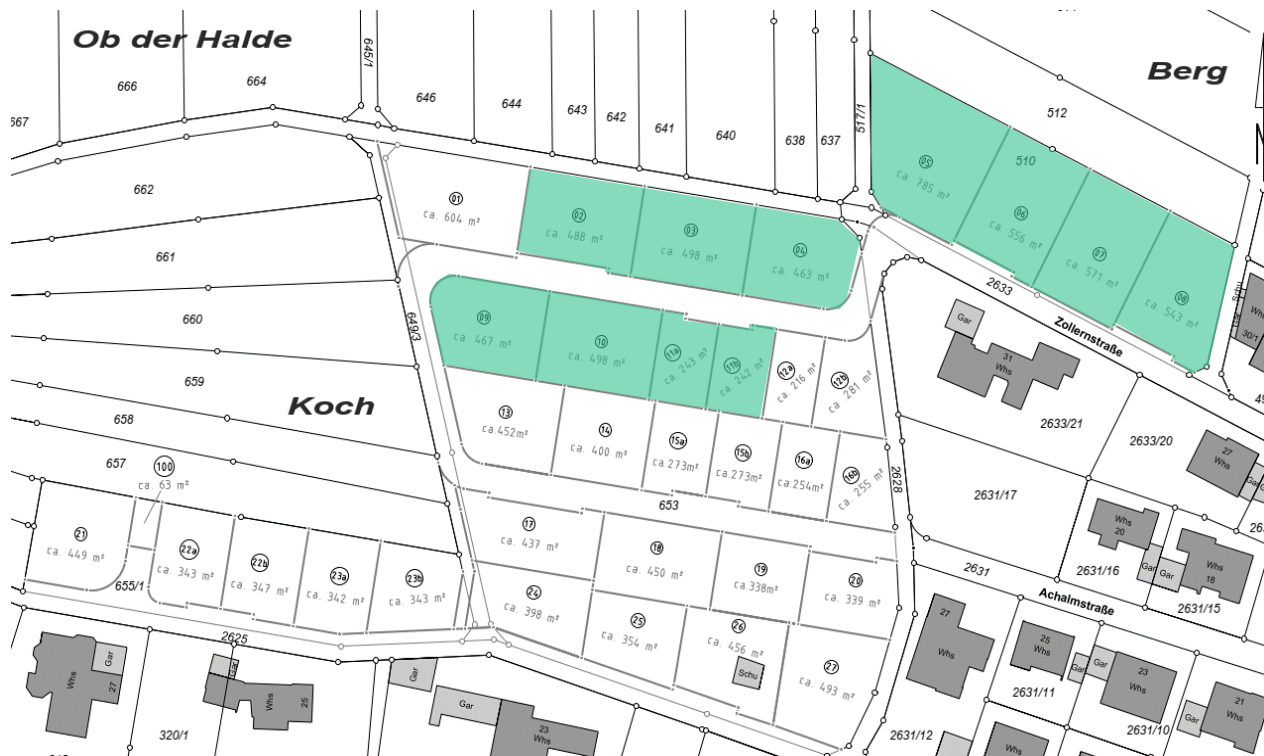 Ob der Halde
Berg
Koch
645/1
666
664
667
646
644
643
642
641
640
638
637
517/1
512
510
662
661
660
659
658
657
649/3
01
ca. 604 m²
02
ca. 488 m²
03
ca. 498 m²
04
ca. 463 m²
05
ca. 785 m²
06
ca. 556 m²
07
ca. 571 m²
08
ca. 543 m²
09
ca. 467 m²
10
ca. 498 m²
11a
ca. 243 m²
11b
ca. 242 m²
12a
ca. 216 m²
12b
ca. 281 m²
13
ca.452m²
14
ca. 400 m²
15a
ca.273m²
15b
ca.273m²
16a
ca.254m²
16b
ca. 255 m²
653
17
ca. 437 m²
18
ca. 450 m²
19
ca.338m²
20
ca. 339 m²
100
ca. 63 m²
21
ca. 449 m²
22a
ca. 343 m²
22b
ca. 347 m²
23a
ca. 342 m²
23b
ca. 343 m²
24
ca. 398 m²
25
ca. 354 m²
26
ca. 456 m²
27
ca. 493 m²
Schu
655/1
2625
2628
2633
Zollernstraße
Gar
31
Whs
Schu
Whs
30/1
2633/21
2633/20
27
Whs
2631/17
Whs
20
2631/16
Gar
Gar
Whs
18
2631/15
2631
Achalmstraße
27
Whs
25
Whs
2631/11
Gar
Gar
23
Whs
2631/10
21
Whs
Gar
2631/12
Gar
Whs
Whs
Gar
Whs
27
320/1
Gar
Whs
25
Gar
Gar
23
Whs